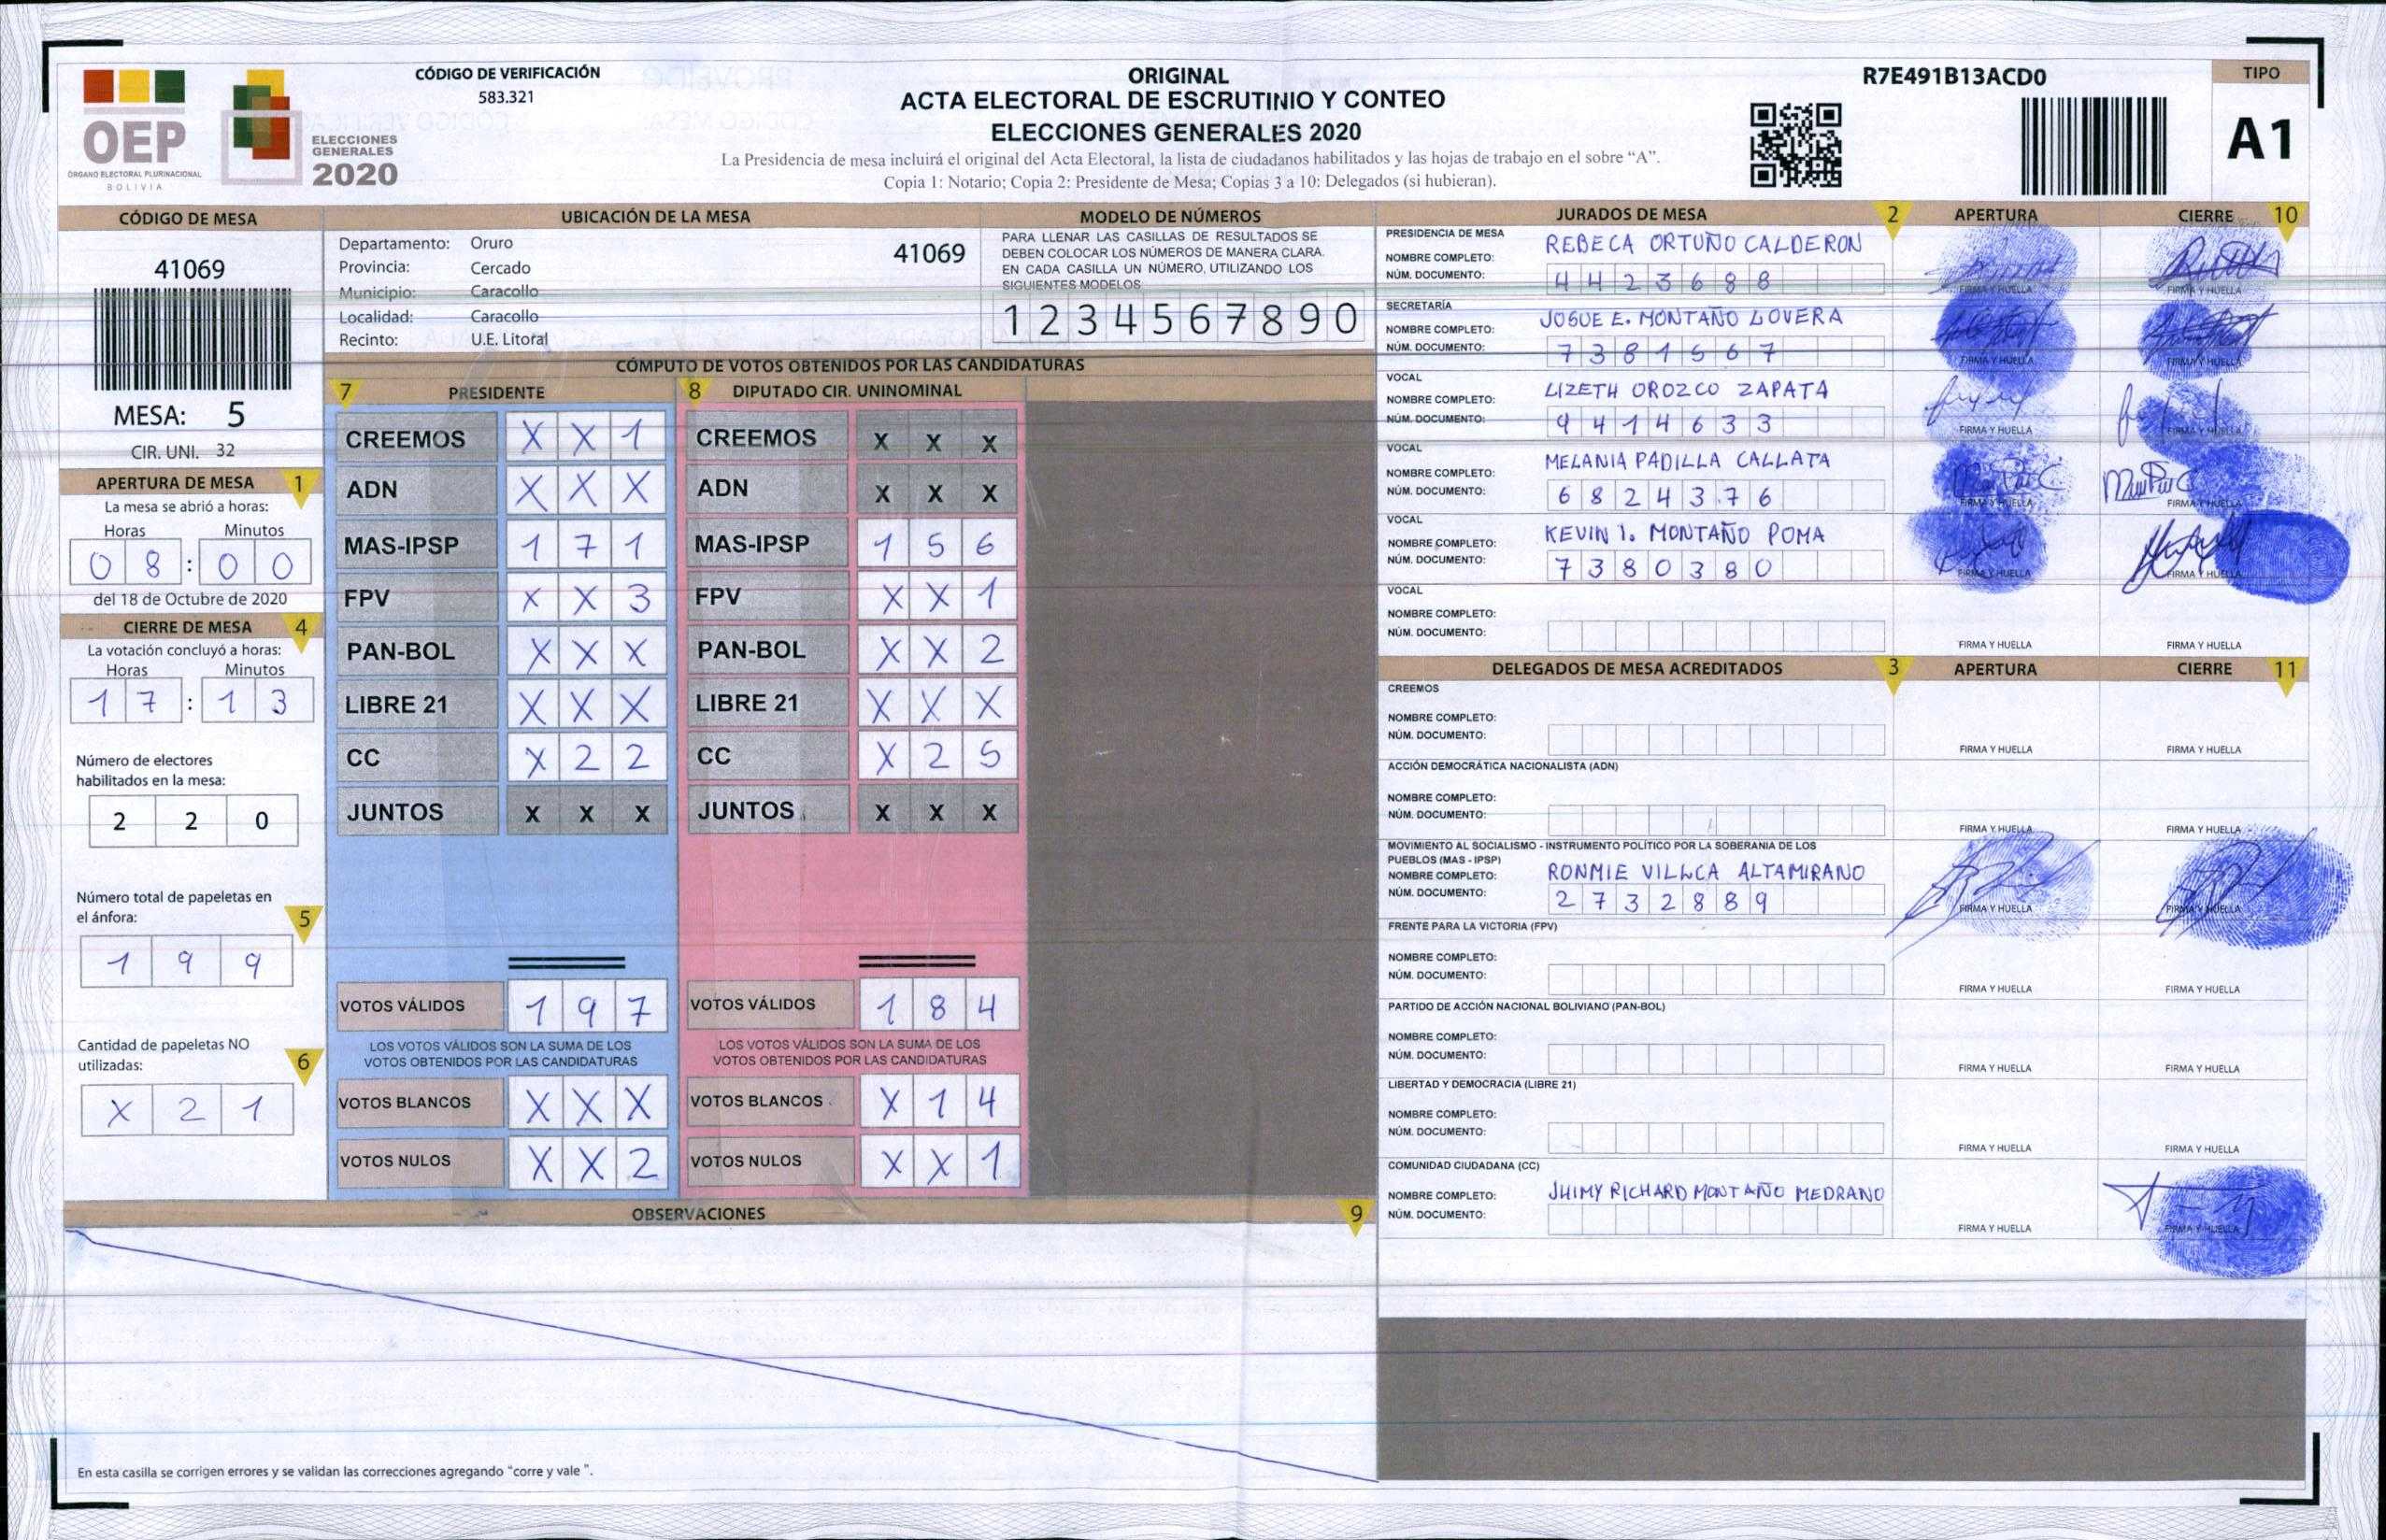 OEP
ÓRGANO ELECTORAL PLURINACIONAL
BOLIVIA
ELECCIONES
GENERALES
2020
CÓDIGO DE VERIFICACIÓN
583.321
ORIGINAL
ACTA ELECTORAL DE ESCRUTINIO Y CONTEO
ELECCIONES GENERALES 2020
La Presidencia de mesa incluirá el original del Acta Electoral, la lista de ciudadanos habilitados y las hojas de trabajo en el sobre “A”.
Copia 1: Notario; Copia 2: Presidente de Mesa; Copias 3 a 10: Delegados (si hubieran).
R7E491B13ACD0
TIPO
A1
CÓDIGO DE MESA
41069
MESA: 5
CIR. UNI. 32
APERTURA DE MESA 1
La mesa se abrió a horas:
Horas Minutos
0 8 : 0 0
del 18 de Octubre de 2020
CIERRE DE MESA 4
La votación concluyó a horas:
Horas Minutos
1 7 : 1 3
Número de electores
habilitados en la mesa:
2 2 0
Número total de papeletas en
el ánfora: 5
1 9 9
Cantidad de papeletas NO
utilizadas: 6
X 2 1
UBICACIÓN DE LA MESA
Departamento: Oruro 41069
Provincia: Cercado
Municipio: Caracollo
Localidad: Caracollo
Recinto: U.E. Litoral
MODELO DE NÚMEROS
PARA LLENAR LAS CASILLAS DE RESULTADOS SE
DEBEN COLOCAR LOS NÚMEROS DE MANERA CLARA.
EN CADA CASILLA UN NÚMERO, UTILIZANDO LOS
SIGUIENTES MODELOS
1 2 3 4 5 6 7 8 9 0
CÓMPUTO DE VOTOS OBTENIDOS POR LAS CANDIDATURAS
7 PRESIDENTE
CREEMOS X X 1
ADN X X X
MAS-IPSP 1 7 1
FPV X X 3
PAN-BOL X X X
LIBRE 21 X X X
CC X 2 2
JUNTOS X X X
VOTOS VÁLIDOS 1 9 7
LOS VOTOS VÁLIDOS SON LA SUMA DE LOS
VOTOS OBTENIDOS POR LAS CANDIDATURAS
VOTOS BLANCOS X X X
VOTOS NULOS X X 2
8 DIPUTADO CIR. UNINOMINAL
CREEMOS X X X
ADN X X X
MAS-IPSP 1 5 6
FPV X X 1
PAN-BOL X X 2
LIBRE 21 X X X
CC X 2 5
JUNTOS X X X
VOTOS VÁLIDOS 1 8 4
LOS VOTOS VÁLIDOS SON LA SUMA DE LOS
VOTOS OBTENIDOS POR LAS CANDIDATURAS
VOTOS BLANCOS X 1 4
VOTOS NULOS X X 1
OBSERVACIONES 9
En esta casilla se corrigen errores y se validan las correcciones agregando “corre y vale ”.
JURADOS DE MESA 2 APERTURA CIERRE 10
PRESIDENCIA DE MESA
NOMBRE COMPLETO: REBECA ORTUÑO CALDERON
NÚM. DOCUMENTO: 4 4 2 3 6 8 8
FIRMA Y HUELLA FIRMA Y HUELLA
SECRETARÍA
NOMBRE COMPLETO: JOSUE E. MONTAÑO LOVERA
NÚM. DOCUMENTO: 7 3 8 1 5 6 7
FIRMA Y HUELLA FIRMA Y HUELLA
VOCAL
NOMBRE COMPLETO: LIZETH OROZCO ZAPATA
NÚM. DOCUMENTO: 9 4 1 4 6 3 3
FIRMA Y HUELLA FIRMA Y HUELLA
VOCAL
NOMBRE COMPLETO: MELANIA PADILLA CALLATA
NÚM. DOCUMENTO: 6 8 2 4 3 7 6
FIRMA Y HUELLA FIRMA Y HUELLA
VOCAL
NOMBRE COMPLETO: KEVIN I. MONTAÑO POMA
NÚM. DOCUMENTO: 7 3 8 0 3 8 0
FIRMA Y HUELLA FIRMA Y HUELLA
VOCAL
NOMBRE COMPLETO:
NÚM. DOCUMENTO:
FIRMA Y HUELLA FIRMA Y HUELLA
DELEGADOS DE MESA ACREDITADOS 3 APERTURA CIERRE 11
CREEMOS
NOMBRE COMPLETO:
NÚM. DOCUMENTO:
FIRMA Y HUELLA FIRMA Y HUELLA
ACCIÓN DEMOCRÁTICA NACIONALISTA (ADN)
NOMBRE COMPLETO:
NÚM. DOCUMENTO:
FIRMA Y HUELLA FIRMA Y HUELLA
MOVIMIENTO AL SOCIALISMO - INSTRUMENTO POLÍTICO POR LA SOBERANIA DE LOS
PUEBLOS (MAS - IPSP)
NOMBRE COMPLETO: RONMIE VILLCA ALTAMIRANO
NÚM. DOCUMENTO: 2 7 3 2 8 8 9
FIRMA Y HUELLA FIRMA Y HUELLA
FRENTE PARA LA VICTORIA (FPV)
NOMBRE COMPLETO:
NÚM. DOCUMENTO:
FIRMA Y HUELLA FIRMA Y HUELLA
PARTIDO DE ACCIÓN NACIONAL BOLIVIANO (PAN-BOL)
NOMBRE COMPLETO:
NÚM. DOCUMENTO:
FIRMA Y HUELLA FIRMA Y HUELLA
LIBERTAD Y DEMOCRACIA (LIBRE 21)
NOMBRE COMPLETO:
NÚM. DOCUMENTO:
FIRMA Y HUELLA FIRMA Y HUELLA
COMUNIDAD CIUDADANA (CC)
NOMBRE COMPLETO: JHIMY RICHARD MONTAÑO MEDRANO
NÚM. DOCUMENTO:
FIRMA Y HUELLA FIRMA Y HUELLA